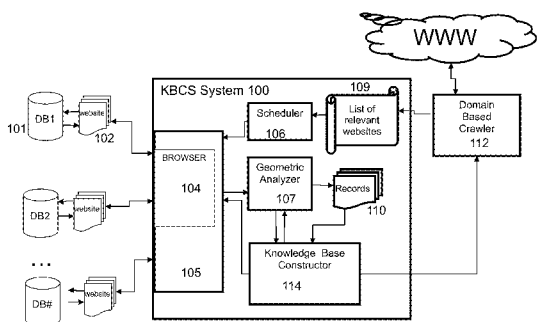 WWW
KBCS System 100
109
Scheduler
106
List of
relevant
websites
Domain
Based
Crawler
112
101
DB1
website
102
BROWSER
104
105
Geometric
Analyzer
107
Records
110
DB2
website
Knowledge Base
Constructor
114
...
DB#
website